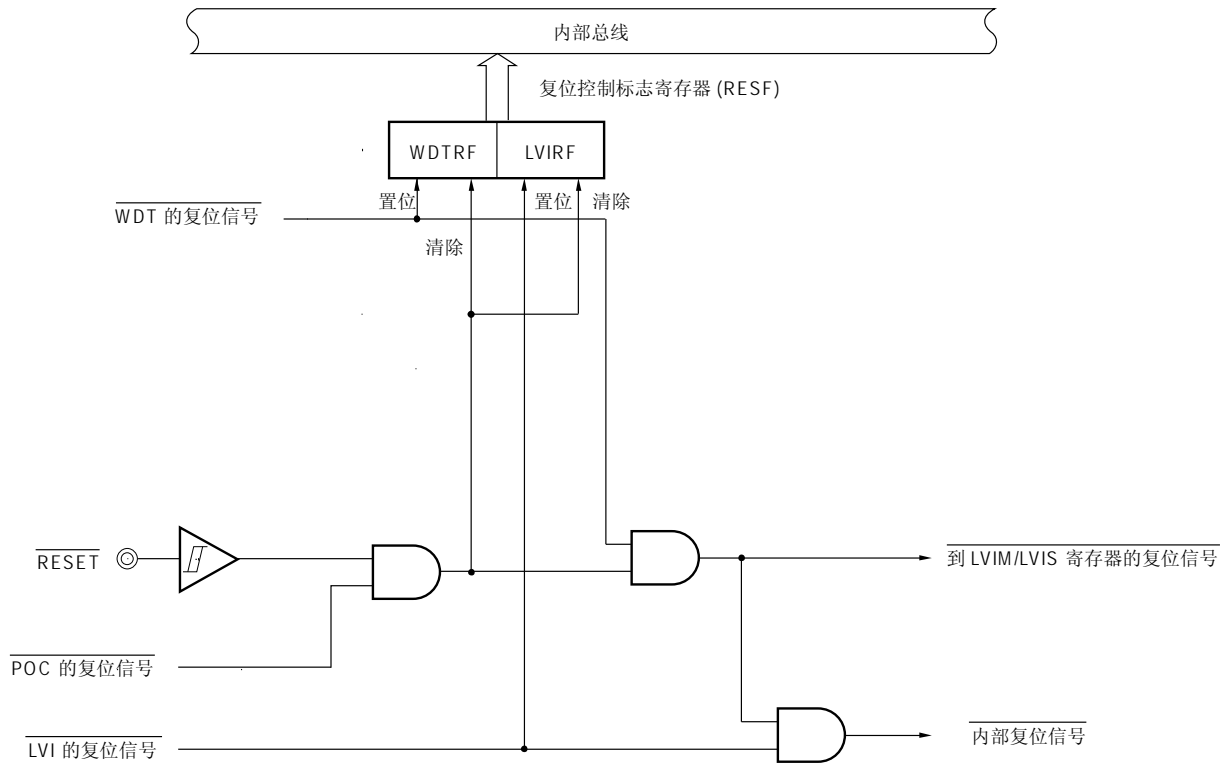 内部总线
复位控制标志寄存器 (RESF)
WDTRF LVIRF
置位 置位 清除
WDT 的复位信号
清除
RESET
到 LVIM/LVIS 寄存器的复位信号
POC 的复位信号
LVI 的复位信号
内部复位信号